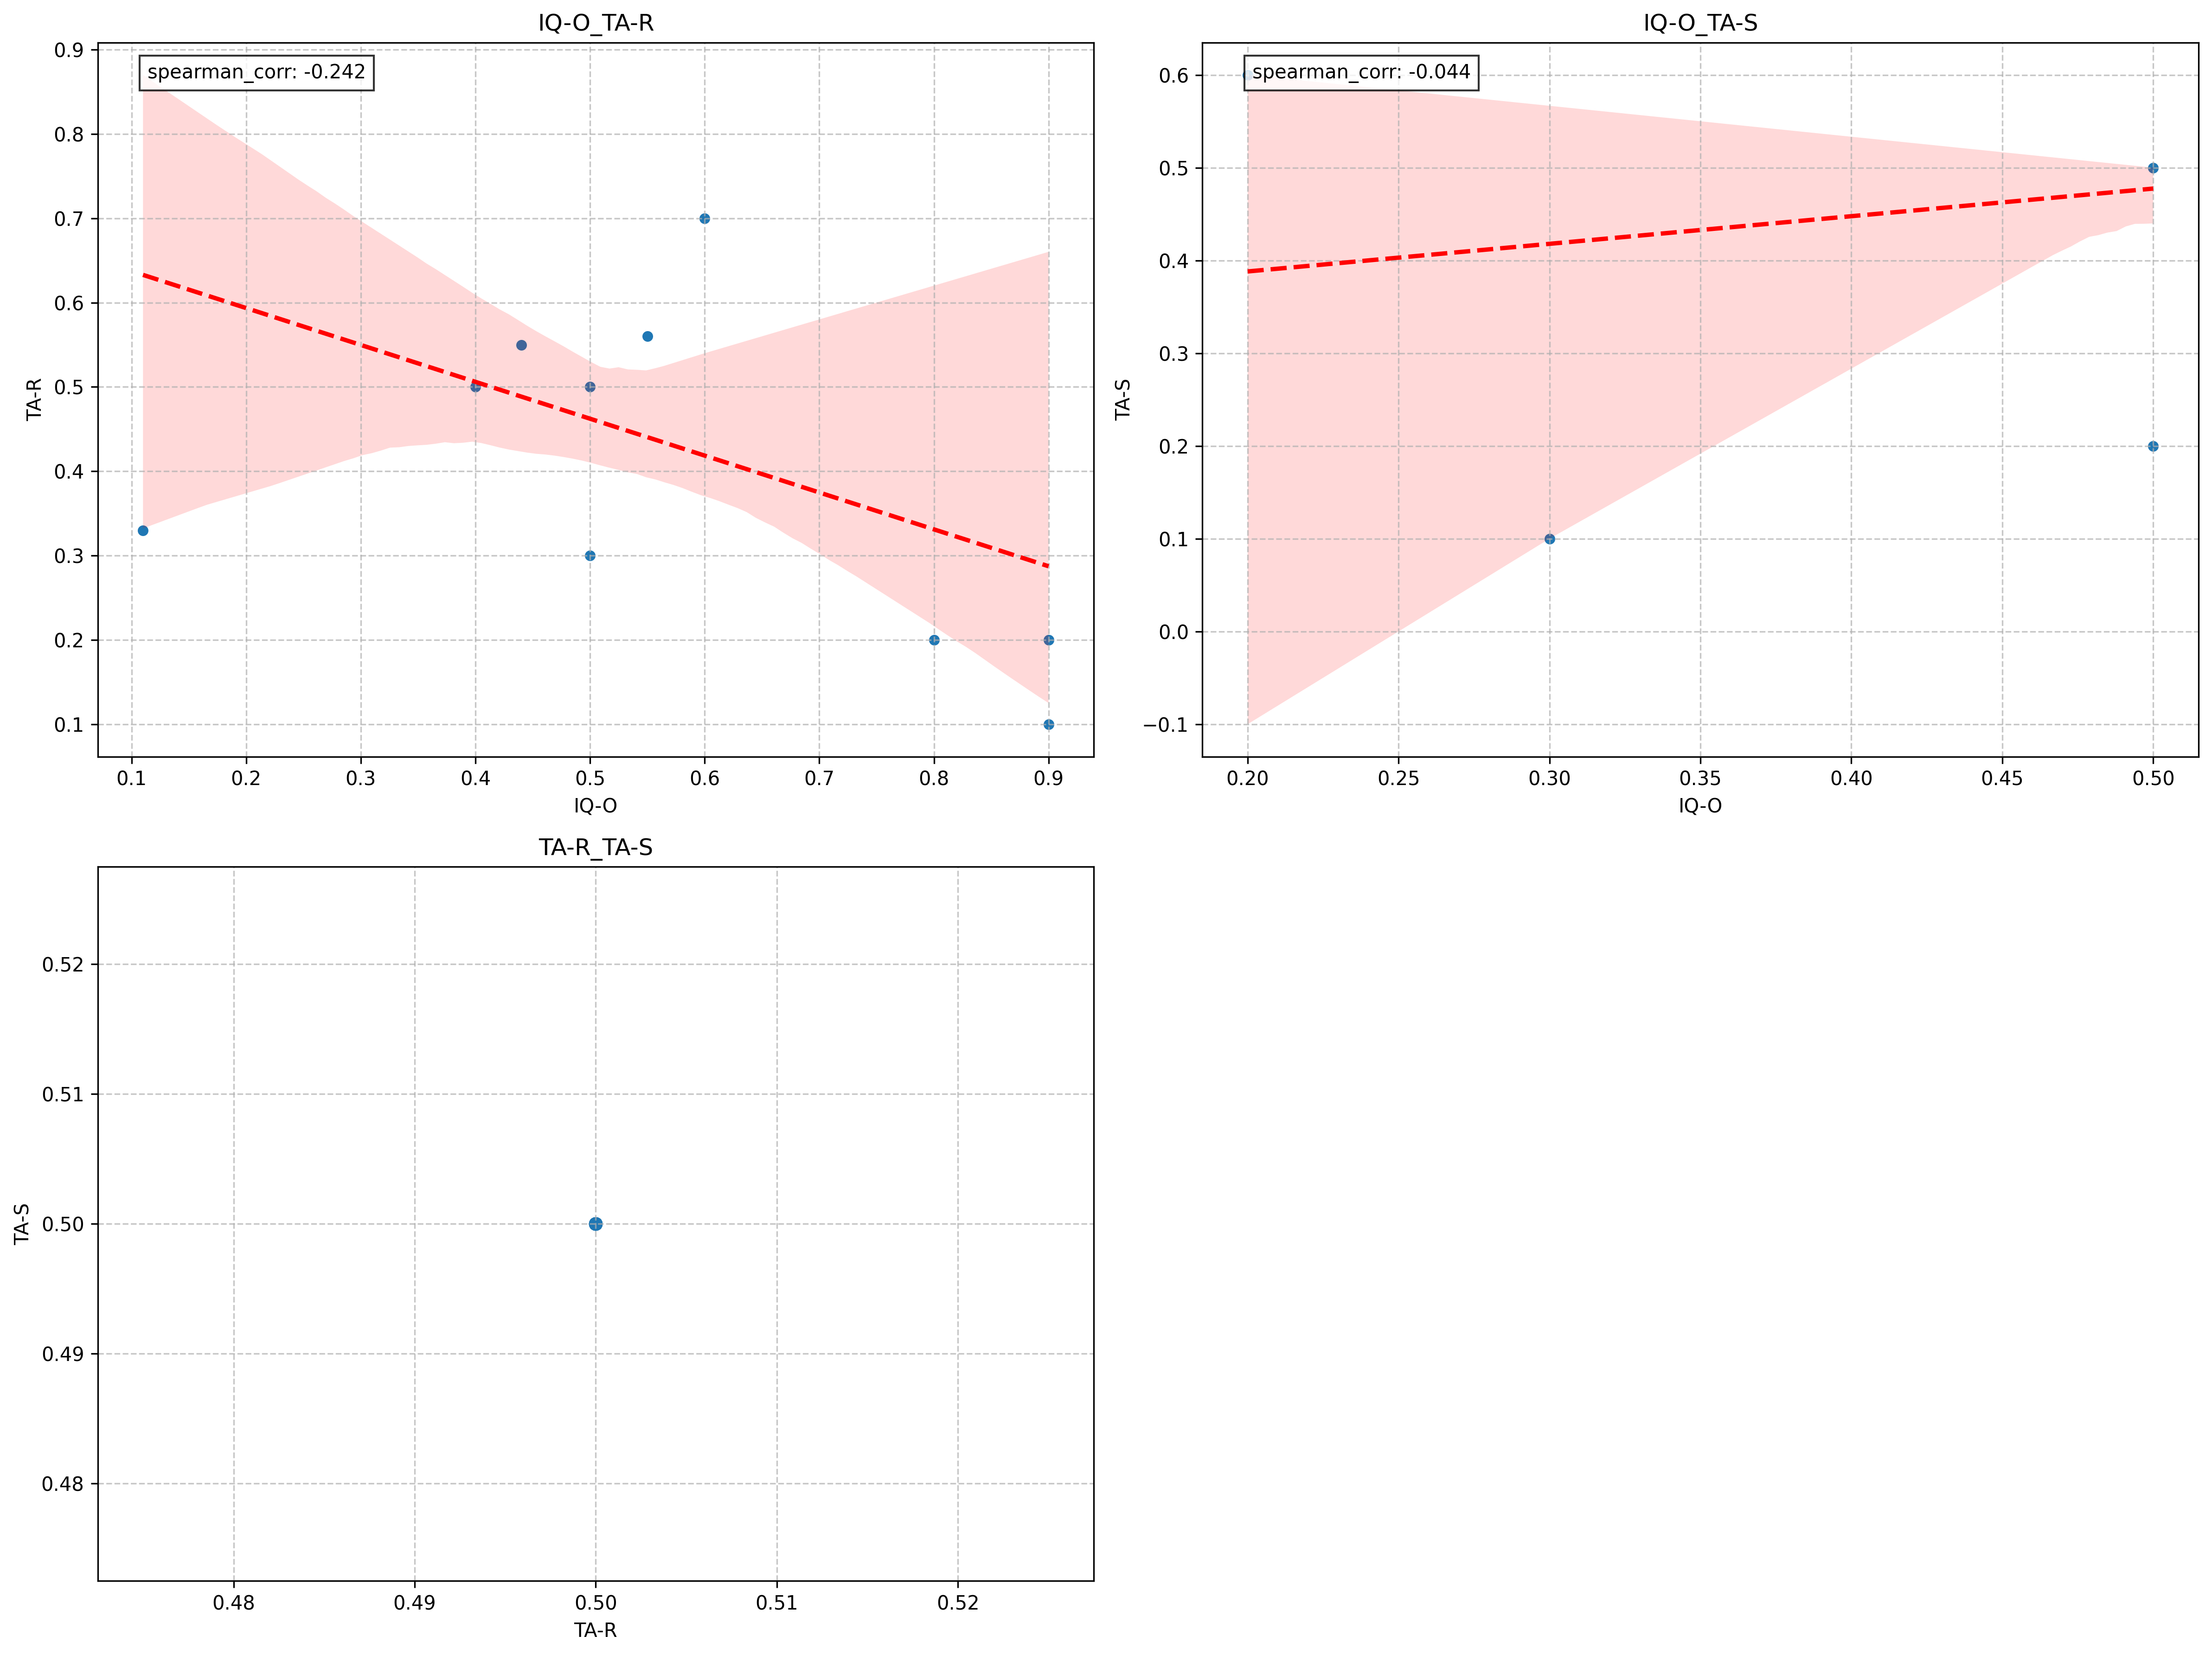 IQ-O_TA-R
spearman_corr: -0.242
0.9
0.8
0.7
0.6
0.5
0.4
0.3
0.2
0.1
TA-R
0.1 0.2 0.3 0.4 0.5 0.6 0.7 0.8 0.9
IQ-O
IQ-O_TA-S
spearman_corr: -0.044
0.6
0.5
0.4
0.3
0.2
0.1
0.0
−0.1
TA-S
0.20 0.25 0.30 0.35 0.40 0.45 0.50
IQ-O
TA-R_TA-S
0.52
0.51
0.50
0.49
0.48
TA-S
0.48 0.49 0.50 0.51 0.52
TA-R